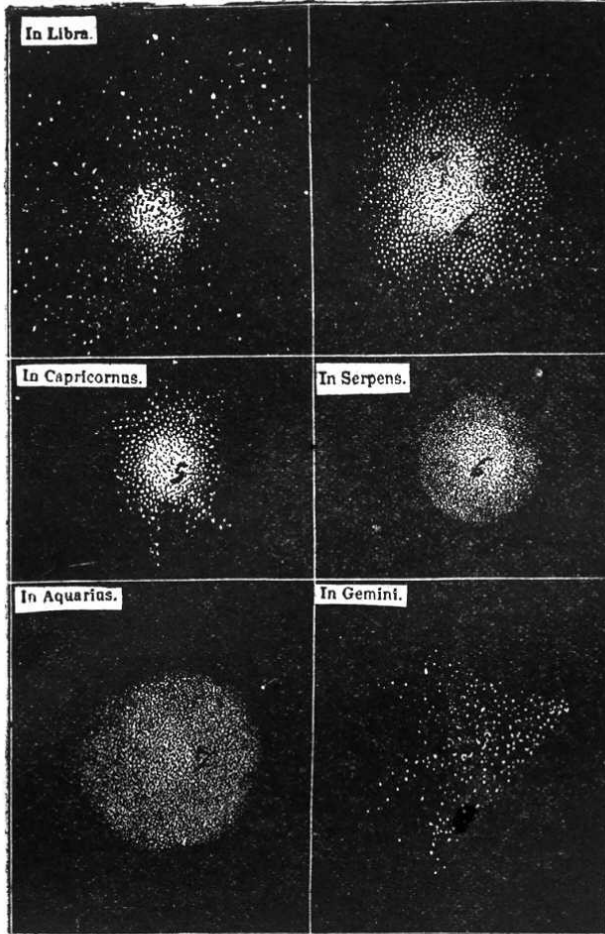 In Libra.
In Capricornus.
In Serpens.
In Aquarius.
In Gemini.